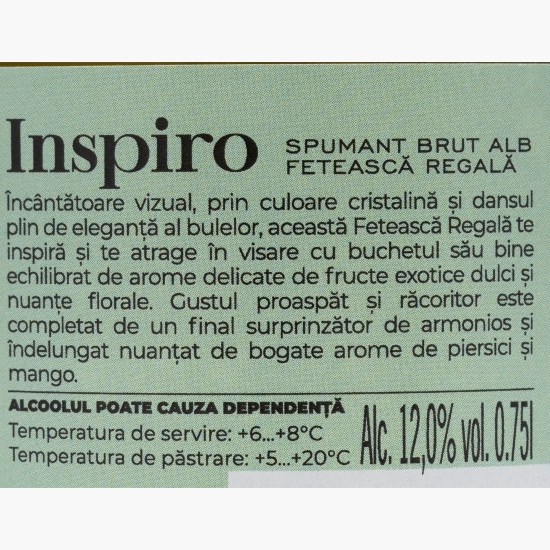 Inspiro
SPUMANT BRUT ALB
FETEASCĂ REGALĂ
Încântătoare vizual, prin culoare cristalină și dansul
plin de eleganță al bulelor, această Fetească Regală te
inspiră și te atrage în visare cu buchetul său bine
echilibrat de arome delicate de fructe exotice dulci și
nuanțe florale. Gustul proaspăt și răcoritor este
completat de un final surprinzător de armonios și
îndelungat nuanțat de bogate arome de piersici și
mango.
ALCOOLUL POATE CAUZA DEPENDENȚĂ
Temperatura de servire: +6...+8°C
Temperatura de păstrare: +5...+20°C
Alc. 12,0% vol. 0.75l